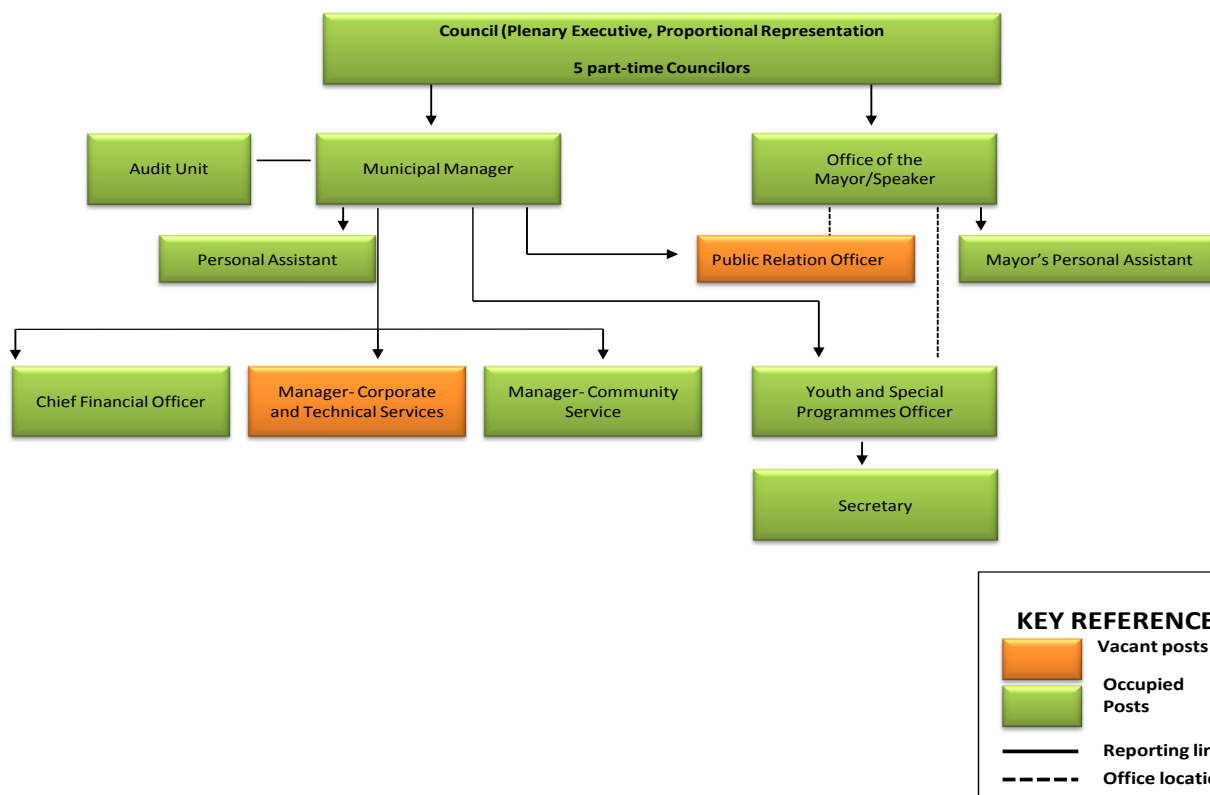 Council (Plenary Executive, Proportional Representation
5 part-time Councilors
Audit Unit
Municipal Manager
Office of the
Mayor/Speaker
Personal Assistant
Public Relation Officer
Mayor's Personal Assistant
Chief Financial Officer
Manager- Corporate
and Technical Services
Manager- Community
Service
Youth and Special
Programmes Officer
Secretary
KEY REFERENCE
Vacant posts
Occupied
Posts
Reporting
Office